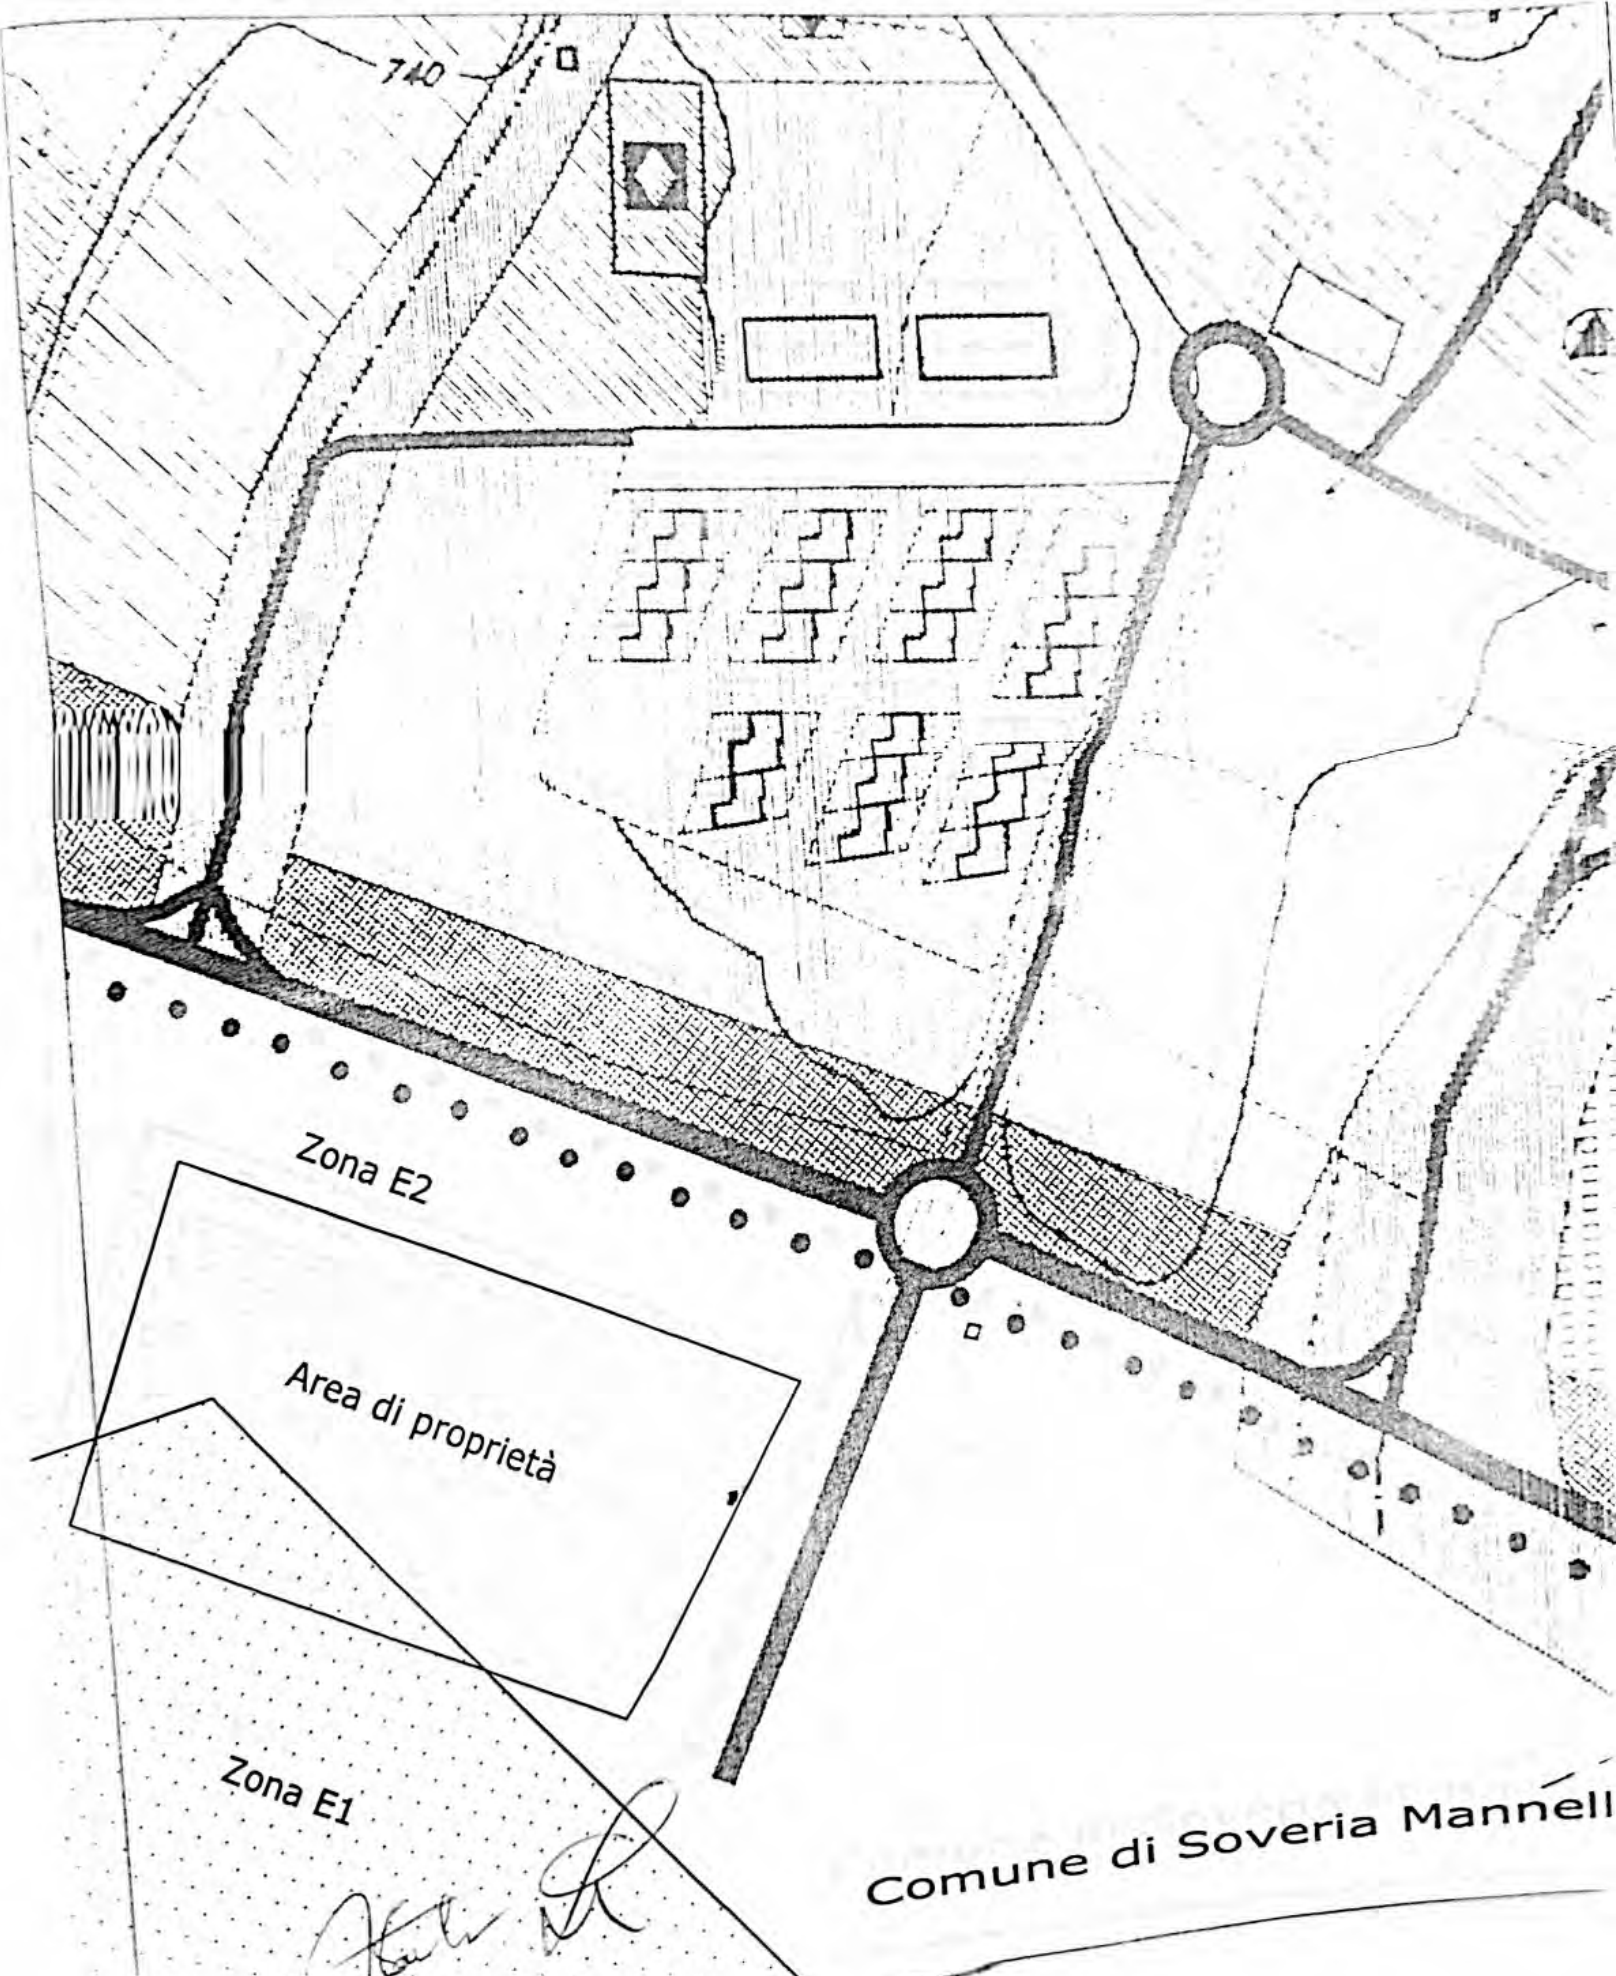 740
Zona E2
Area di proprietà
Zona E1
Comune di Soveria Mannell